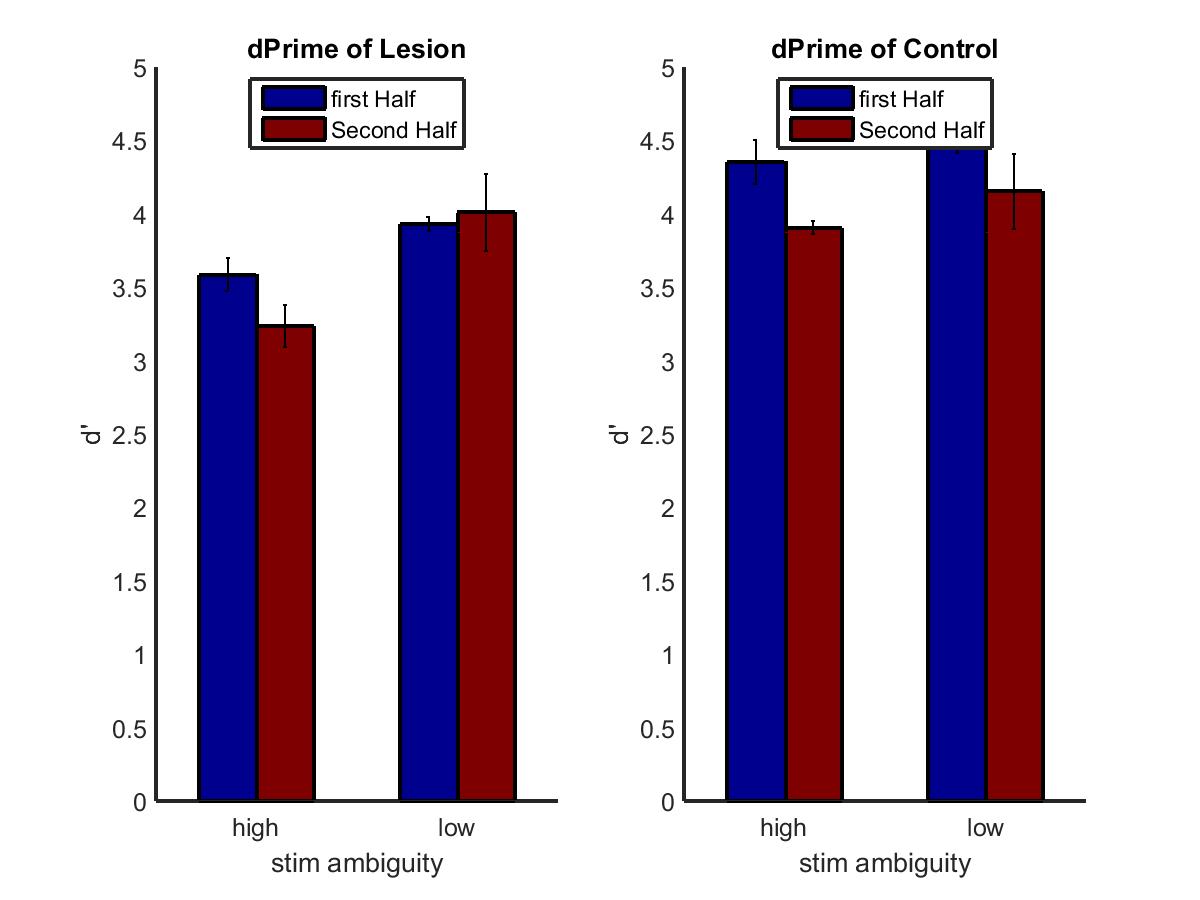 dPrime of Lesion
first Half
Second Half
5
4.5
4
3.5
3
2.5
2
1.5
1
0.5
0
d'
high low
stim ambiguity
dPrime of Control
first Half
Second Half
5
4.5
4
3.5
3
2.5
2
1.5
1
0.5
0
d'
high low
stim ambiguity